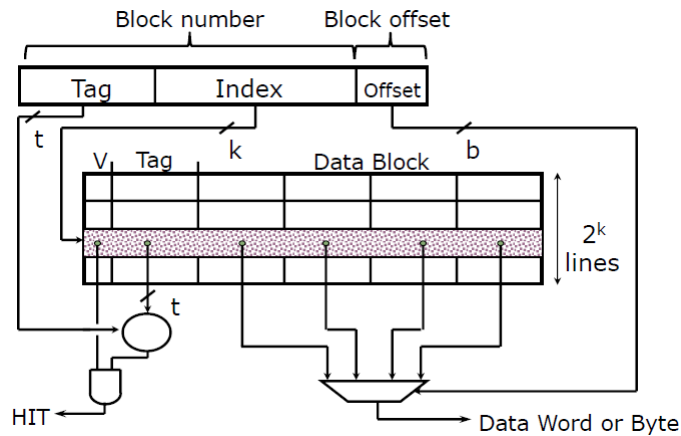 Block number Block offset
Tag Index Offset
t k b
V Tag Data Block
2k
lines
t
HIT
Data Word or Byte